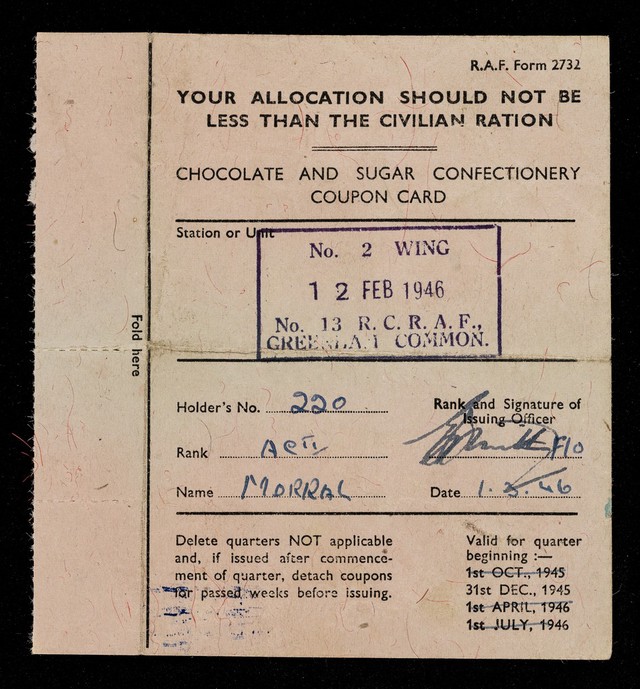 R.A.F. Form 2732
YOUR ALLOCATION SHOULD NOT BE
LESS THAN THE CIVILIAN RATION
CHOCOLATE AND SUGAR CONFECTIONERY
COUPON CARD
Station or Unit
No. 2 WING
12 FEB 1946
No. 13 R. C. R. A. F.,
COMMON.
Fold here
Holder's No. 220
Rank and Signature of
Issuing Officer
Rank
F/O
Name MORRAL
Date 1.3.46
Delete quarters NOT applicable
and, if issued after commence-
ment of quarter, detach coupons
for passed weeks before issuing.
Valid for quarter
beginning :—
1st OCT., 1945
31st DEC., 1945
1st APRIL, 1946
1st JULY, 1946